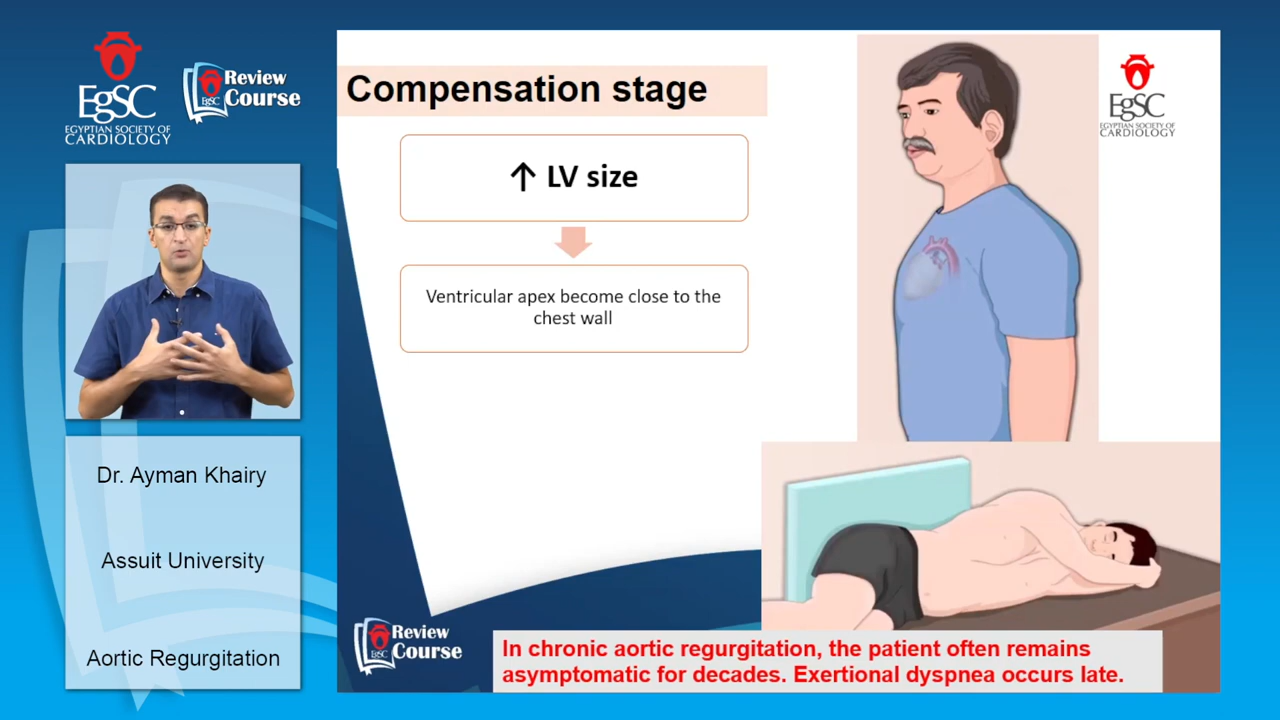 EgSC
EGYPTIAN SOCIETY OF
CARDIOLOGY
EgSC
Review
Course
Dr. Ayman Khairy
Assuit University
Aortic Regurgitation
Compensation stage
↑ LV size
Ventricular apex become close to the
chest wall
EgSC
EGYPTIAN SOCIETY OF
CARDIOLOGY
EgSC
Review
Course
In chronic aortic regurgitation, the patient often remains
asymptomatic for decades. Exertional dyspnea occurs late.